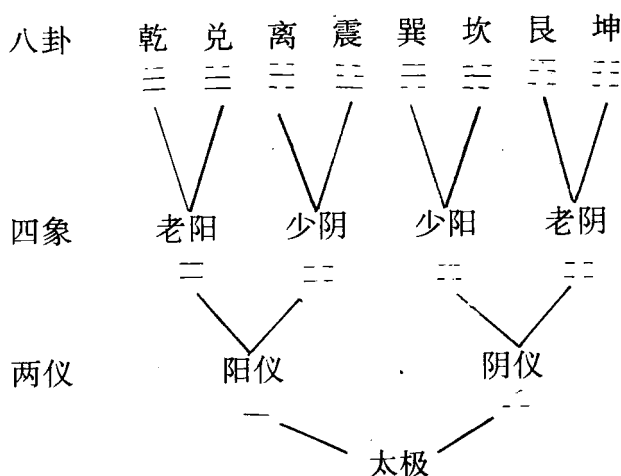 八卦 乾 兑 离 震 巽 坎 艮 坤
四象 老阳 少阴 少阳 老阴
两仪 阳仪 阴仪
太极